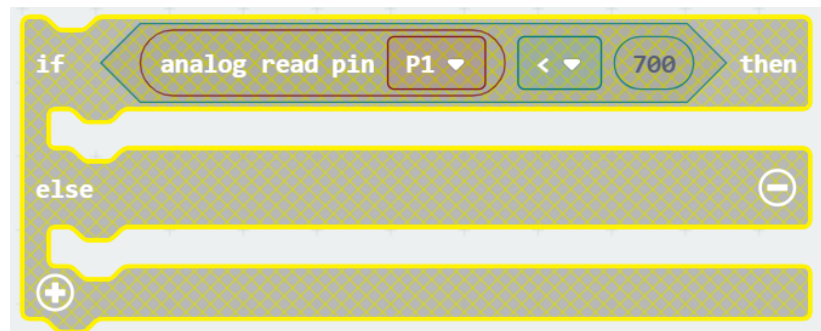 if analog read pin P1 < 700 then
else